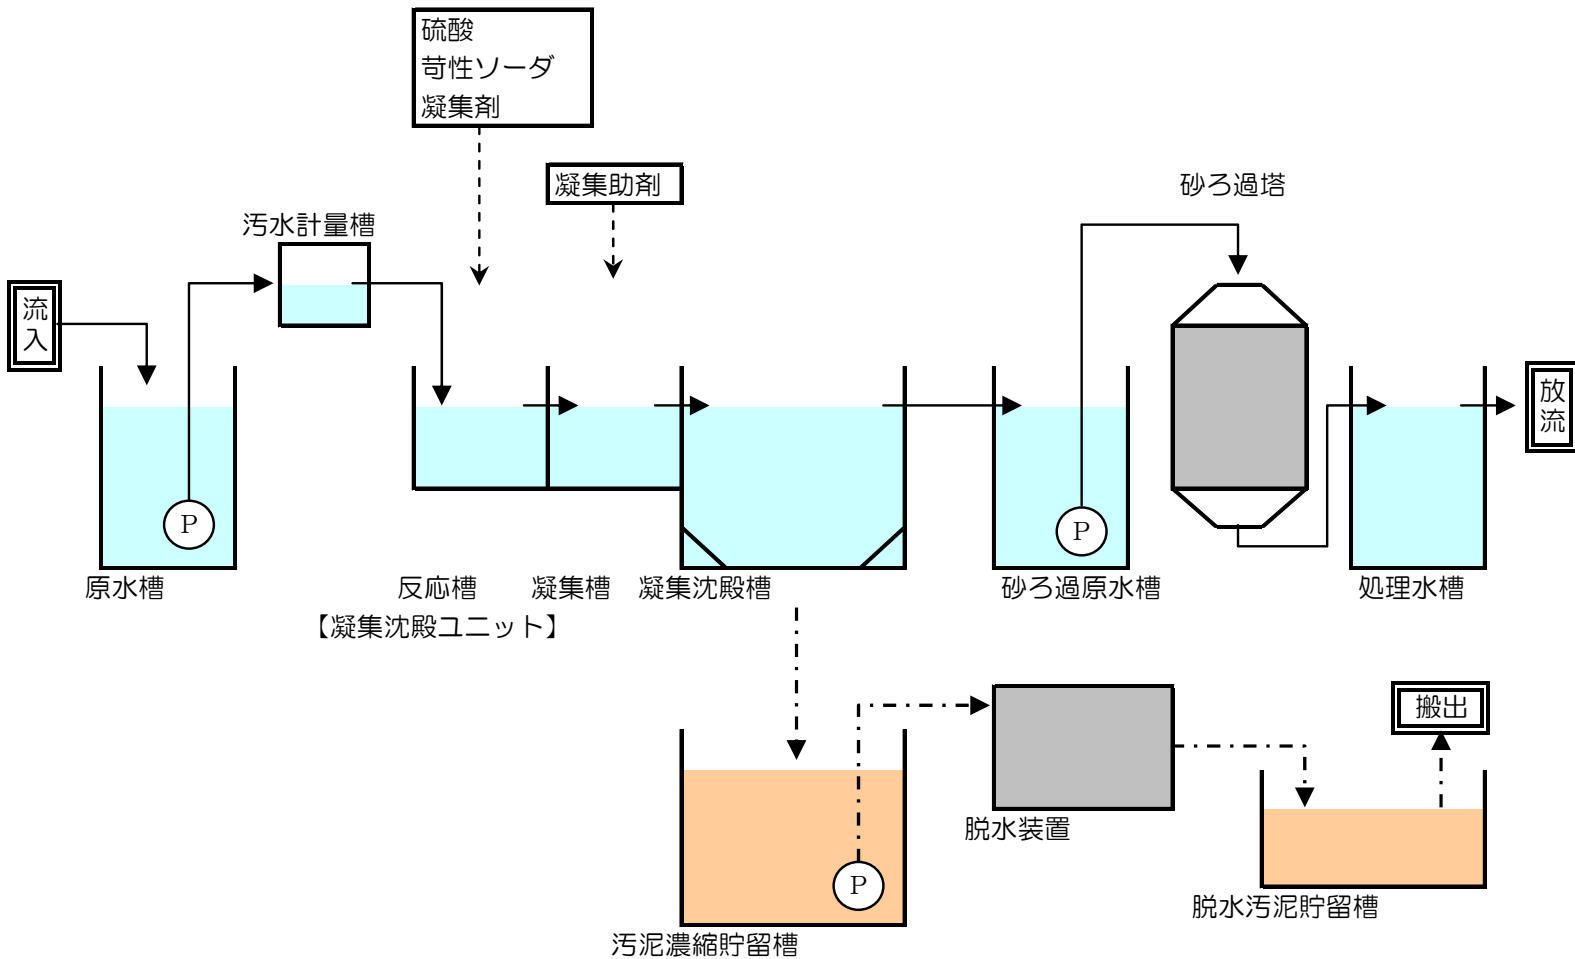 硫酸
苛性ソーダ
凝集剤
凝集助剤
砂ろ過塔
汚水計量槽
流
入
放
流
P
P
原水槽
反応槽
凝集槽
凝集沈殿槽
砂ろ過原水槽
処理水槽
【凝集沈殿ユニット】
搬出
脱水装置
P
脱水汚泥貯留槽
汚泥濃縮貯留槽